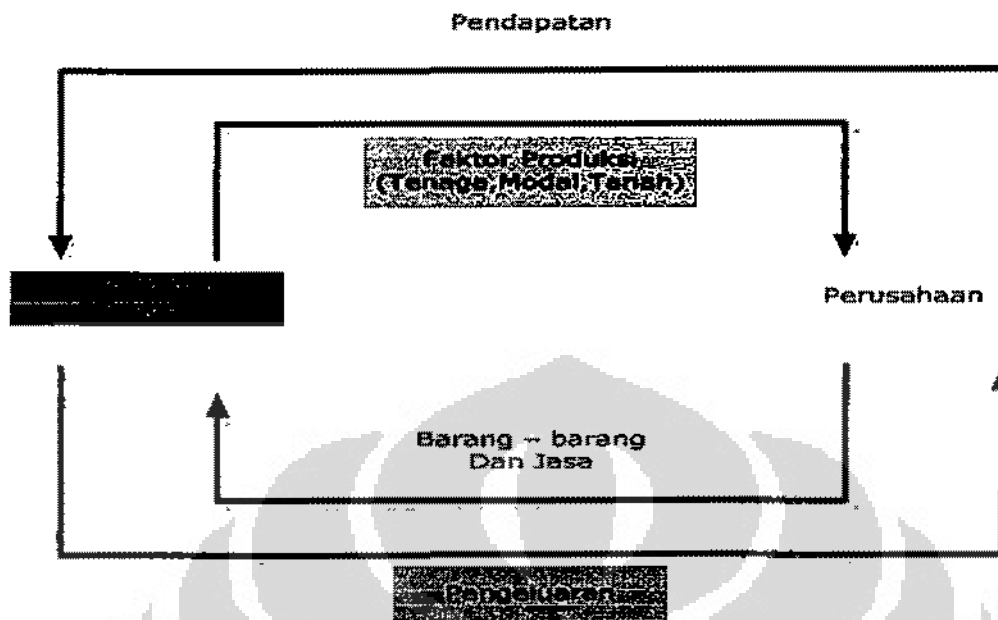 Pendapatan
Faktor Produksi
(Tenaga,Modal,Tanah)
Perusahaan
Barang – barang
Dan Jasa
Pengeluaran